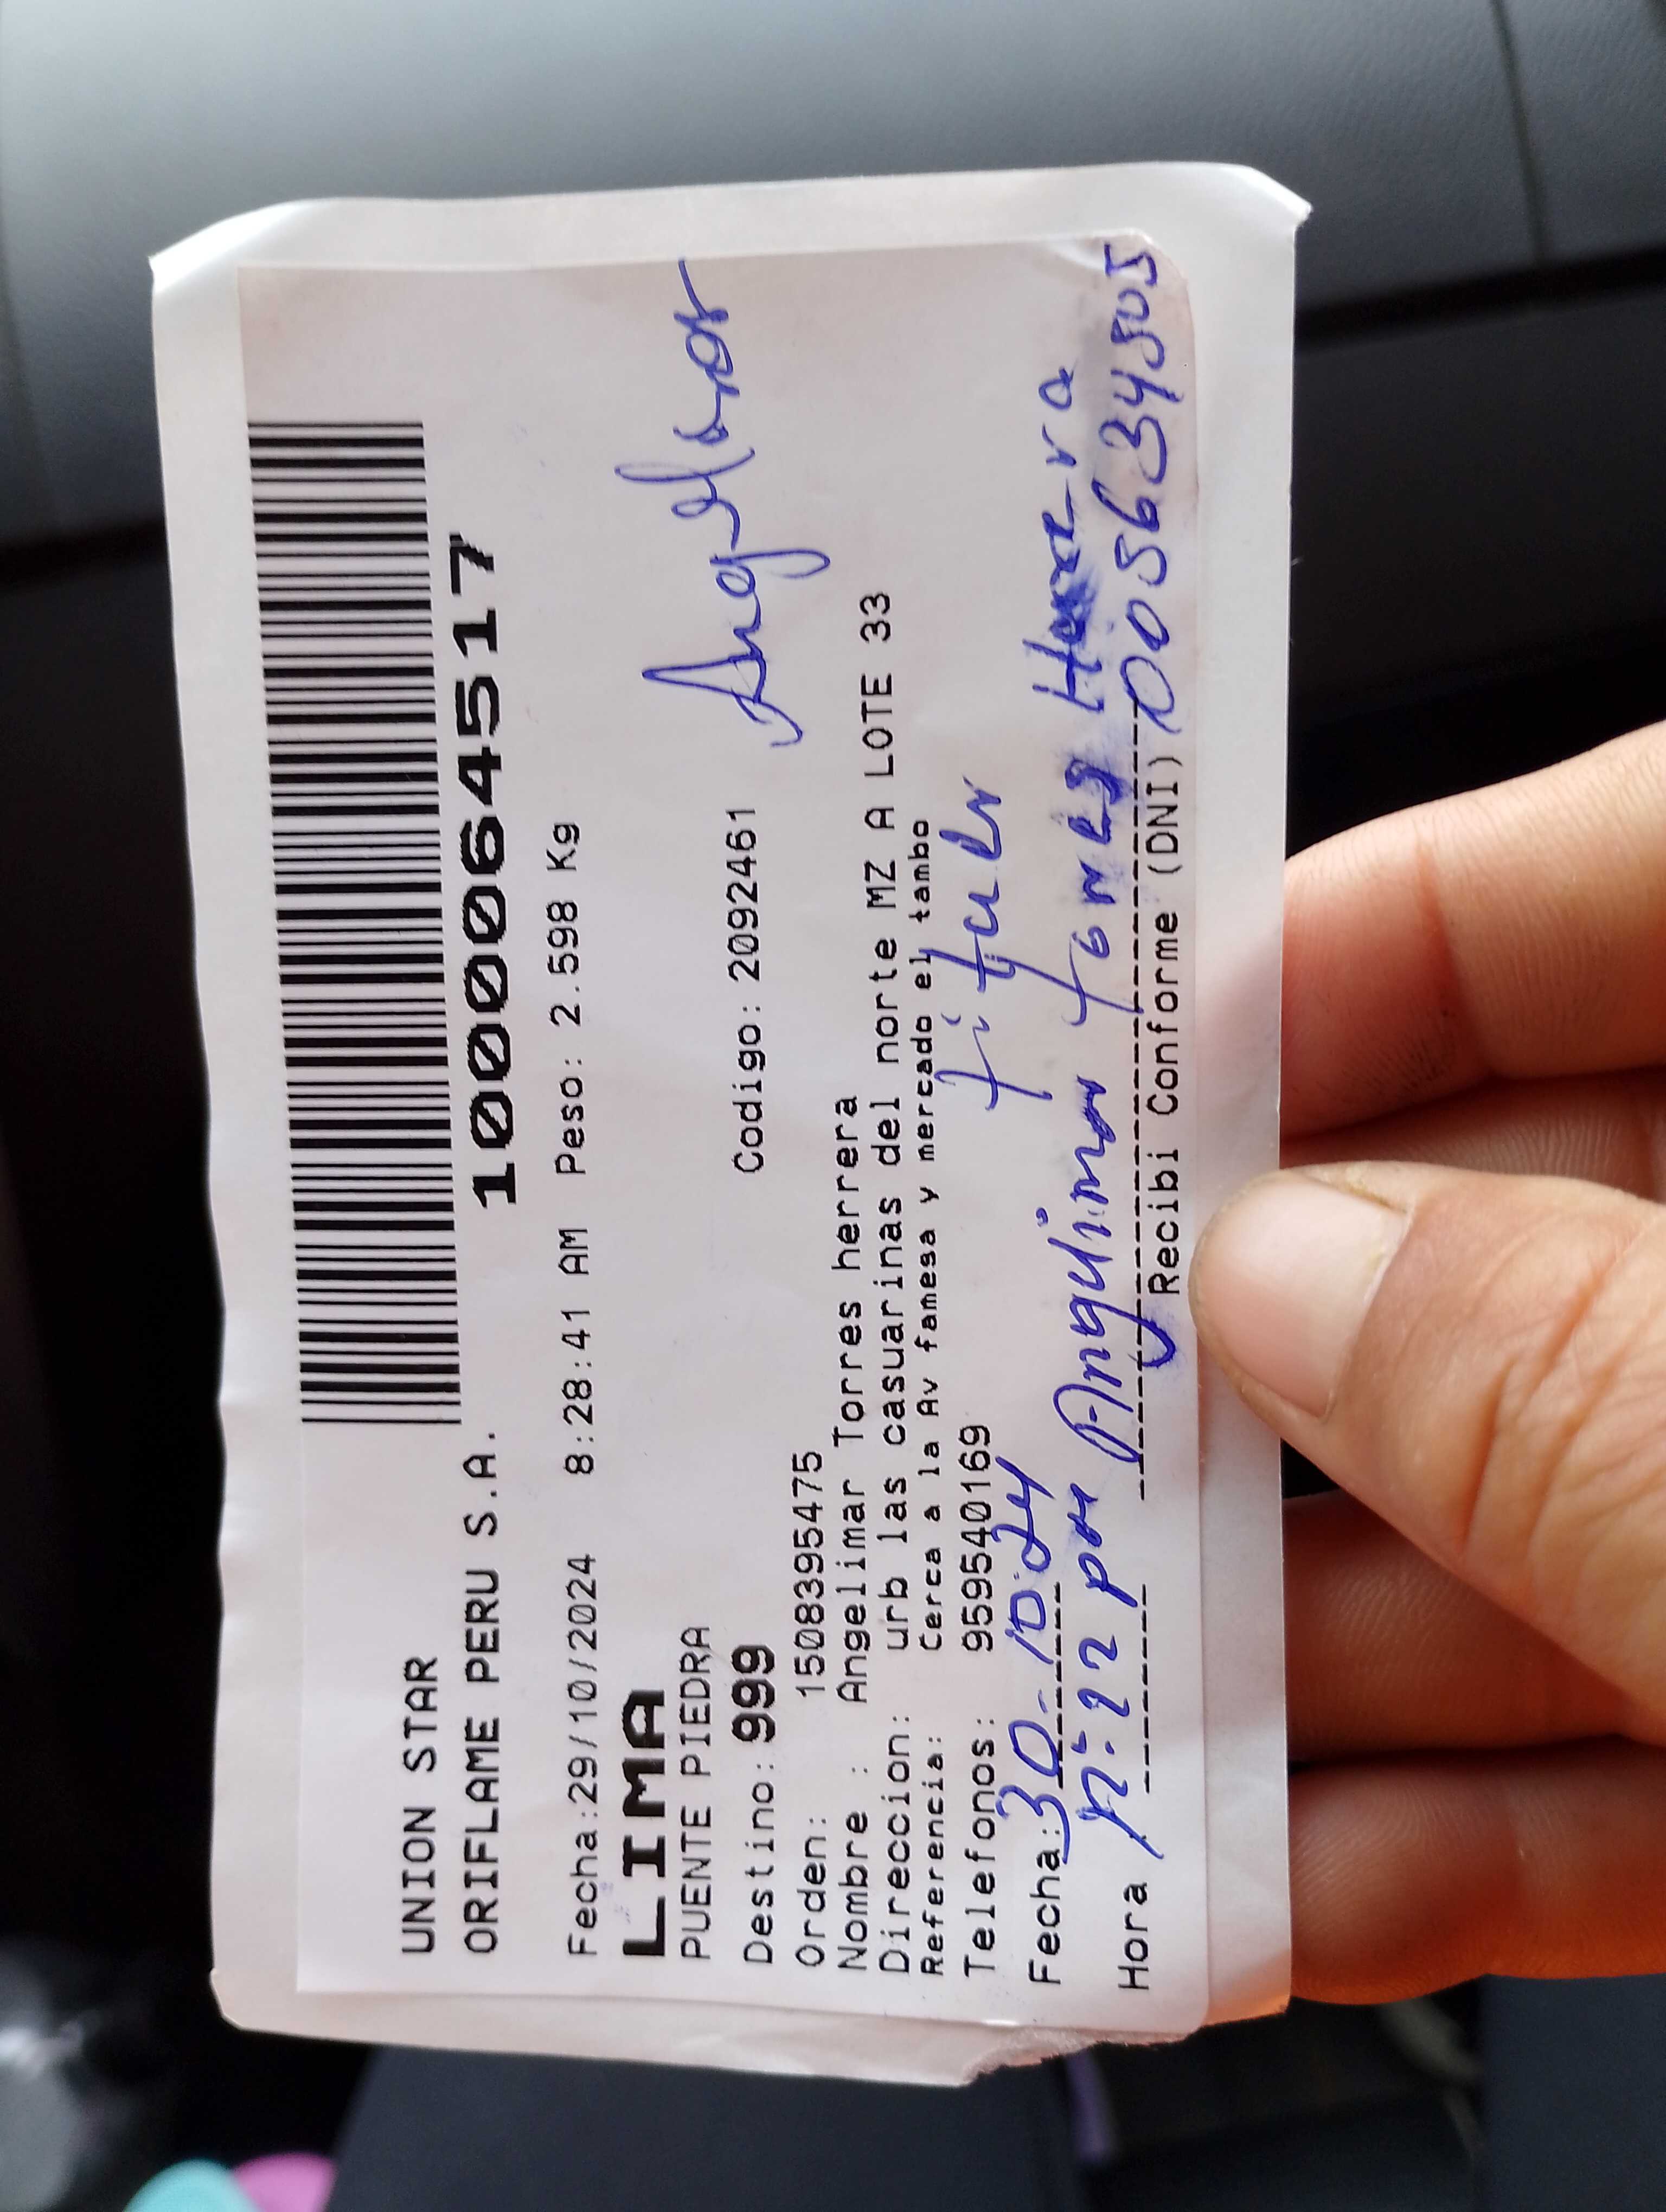 UNION STAR
ORIFLAME PERU S.A.
1000064517
Fecha:29/10/2024 8:28:41 AM Peso: 2.598 Kg
LIMA
PUENTE PIEDRA
Destino: 999 Codigo: 2092461
Orden: 1508395475
Nombre : Angelimar Torres herrera
Direccion: urb las casuarinas del norte MZ A LOTE 33
Referencia: Cerca a la Av famesa y mercado el tambo
Telefonos: 959540169
titular
Fecha: 30-10-24
Hora
Angelimar Torres Herrera
Recibi Conforme (DNI) 005634505